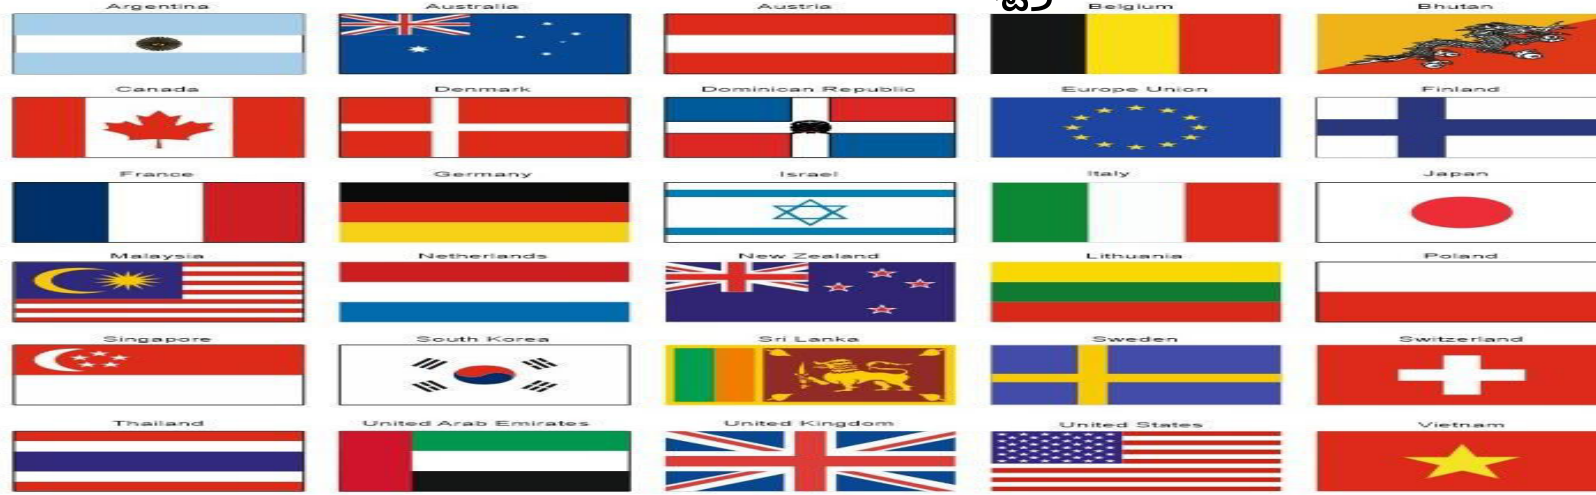 Argentina Australia Austria Belgium Bhutan
Canada Denmark Dominican Republic Europe Union Finland
France Germany Israel Italy Japan
Malaysia Netherlands New Zealand Lithuania Poland
Singapore South Korea Sri Lanka Sweden Switzerland
Thailand United Arab Emirates United Kingdom United States Vietnam